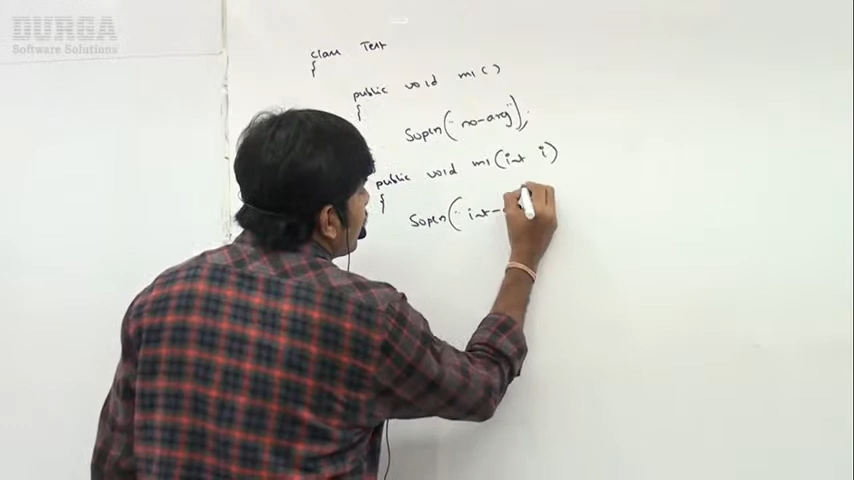 DURGA
Software Solutions
class Test
{
public void m1()
{
Sopln("no-arg");
public void m1(int i)
{
Sopln("int-